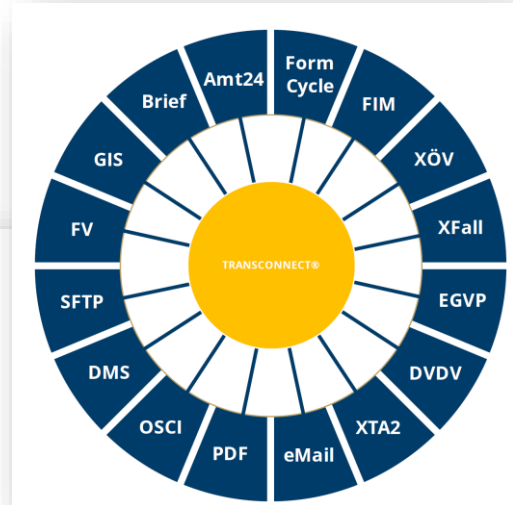 Form
Cycle
FIM
XÖV
XFall
EGVP
DVDV
XTA2
eMail
PDF
OSCI
DMS
SFTP
FV
GIS
Brief
Amt24
TRANSCONNECT®